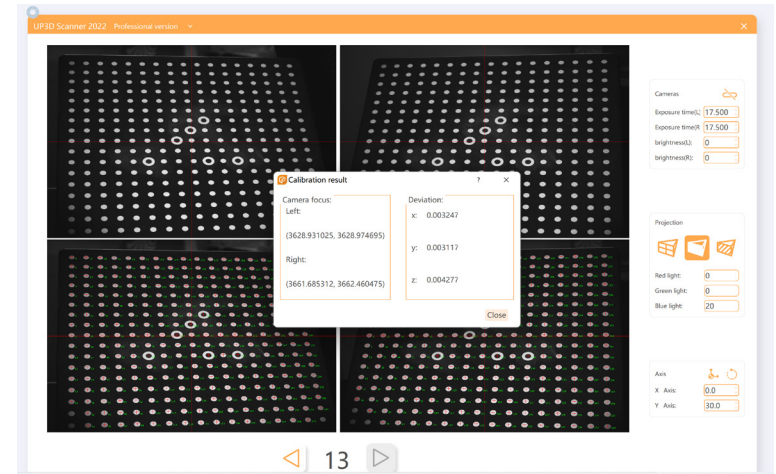 UP3D Scanner 2022 Professional version
Cameras
Exposure time(L: 17.500
Exposure time(R 17.500
brightness(L): 0
brightness(R): 0
Calibration result ? ×
Camera focus:
Left:
(3628.931025, 3628.974695)
Right:
(3661.685312, 3662.460475)
Deviation:
x: 0.003247
y: 0.003117
z: 0.004277
Close
Projection
Red light: 0
Green light: 0
Blue light: 20
Axis
X Axis: 0.0
Y Axis: 30.0
13